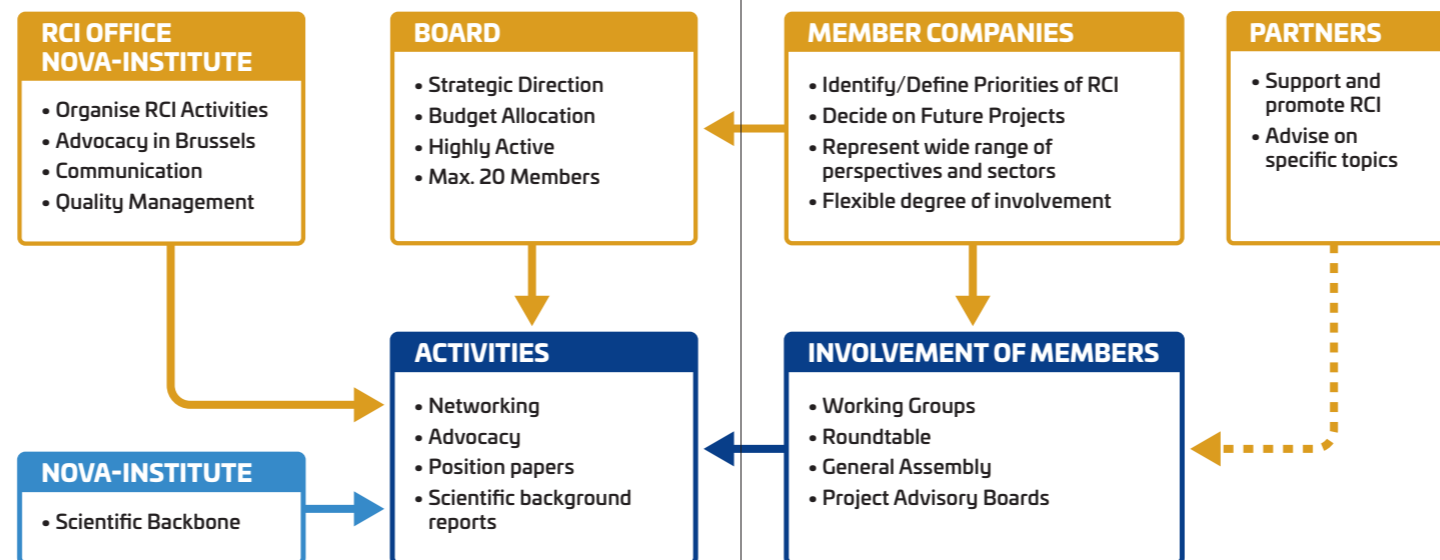 RCI OFFICE
NOVA-INSTITUTE
• Organise RCI Activities
• Advocacy in Brussels
• Communication
• Quality Management
BOARD
• Strategic Direction
• Budget Allocation
• Highly Active
• Max. 20 Members
MEMBER COMPANIES
• Identify/Define Priorities of RCI
• Decide on Future Projects
• Represent wide range of
perspectives and sectors
• Flexible degree of involvement
PARTNERS
• Support and
promote RCI
• Advise on
specific topics
NOVA-INSTITUTE
• Scientific Backbone
ACTIVITIES
• Networking
• Advocacy
• Position papers
• Scientific background
reports
INVOLVEMENT OF MEMBERS
• Working Groups
• Roundtable
• General Assembly
• Project Advisory Boards